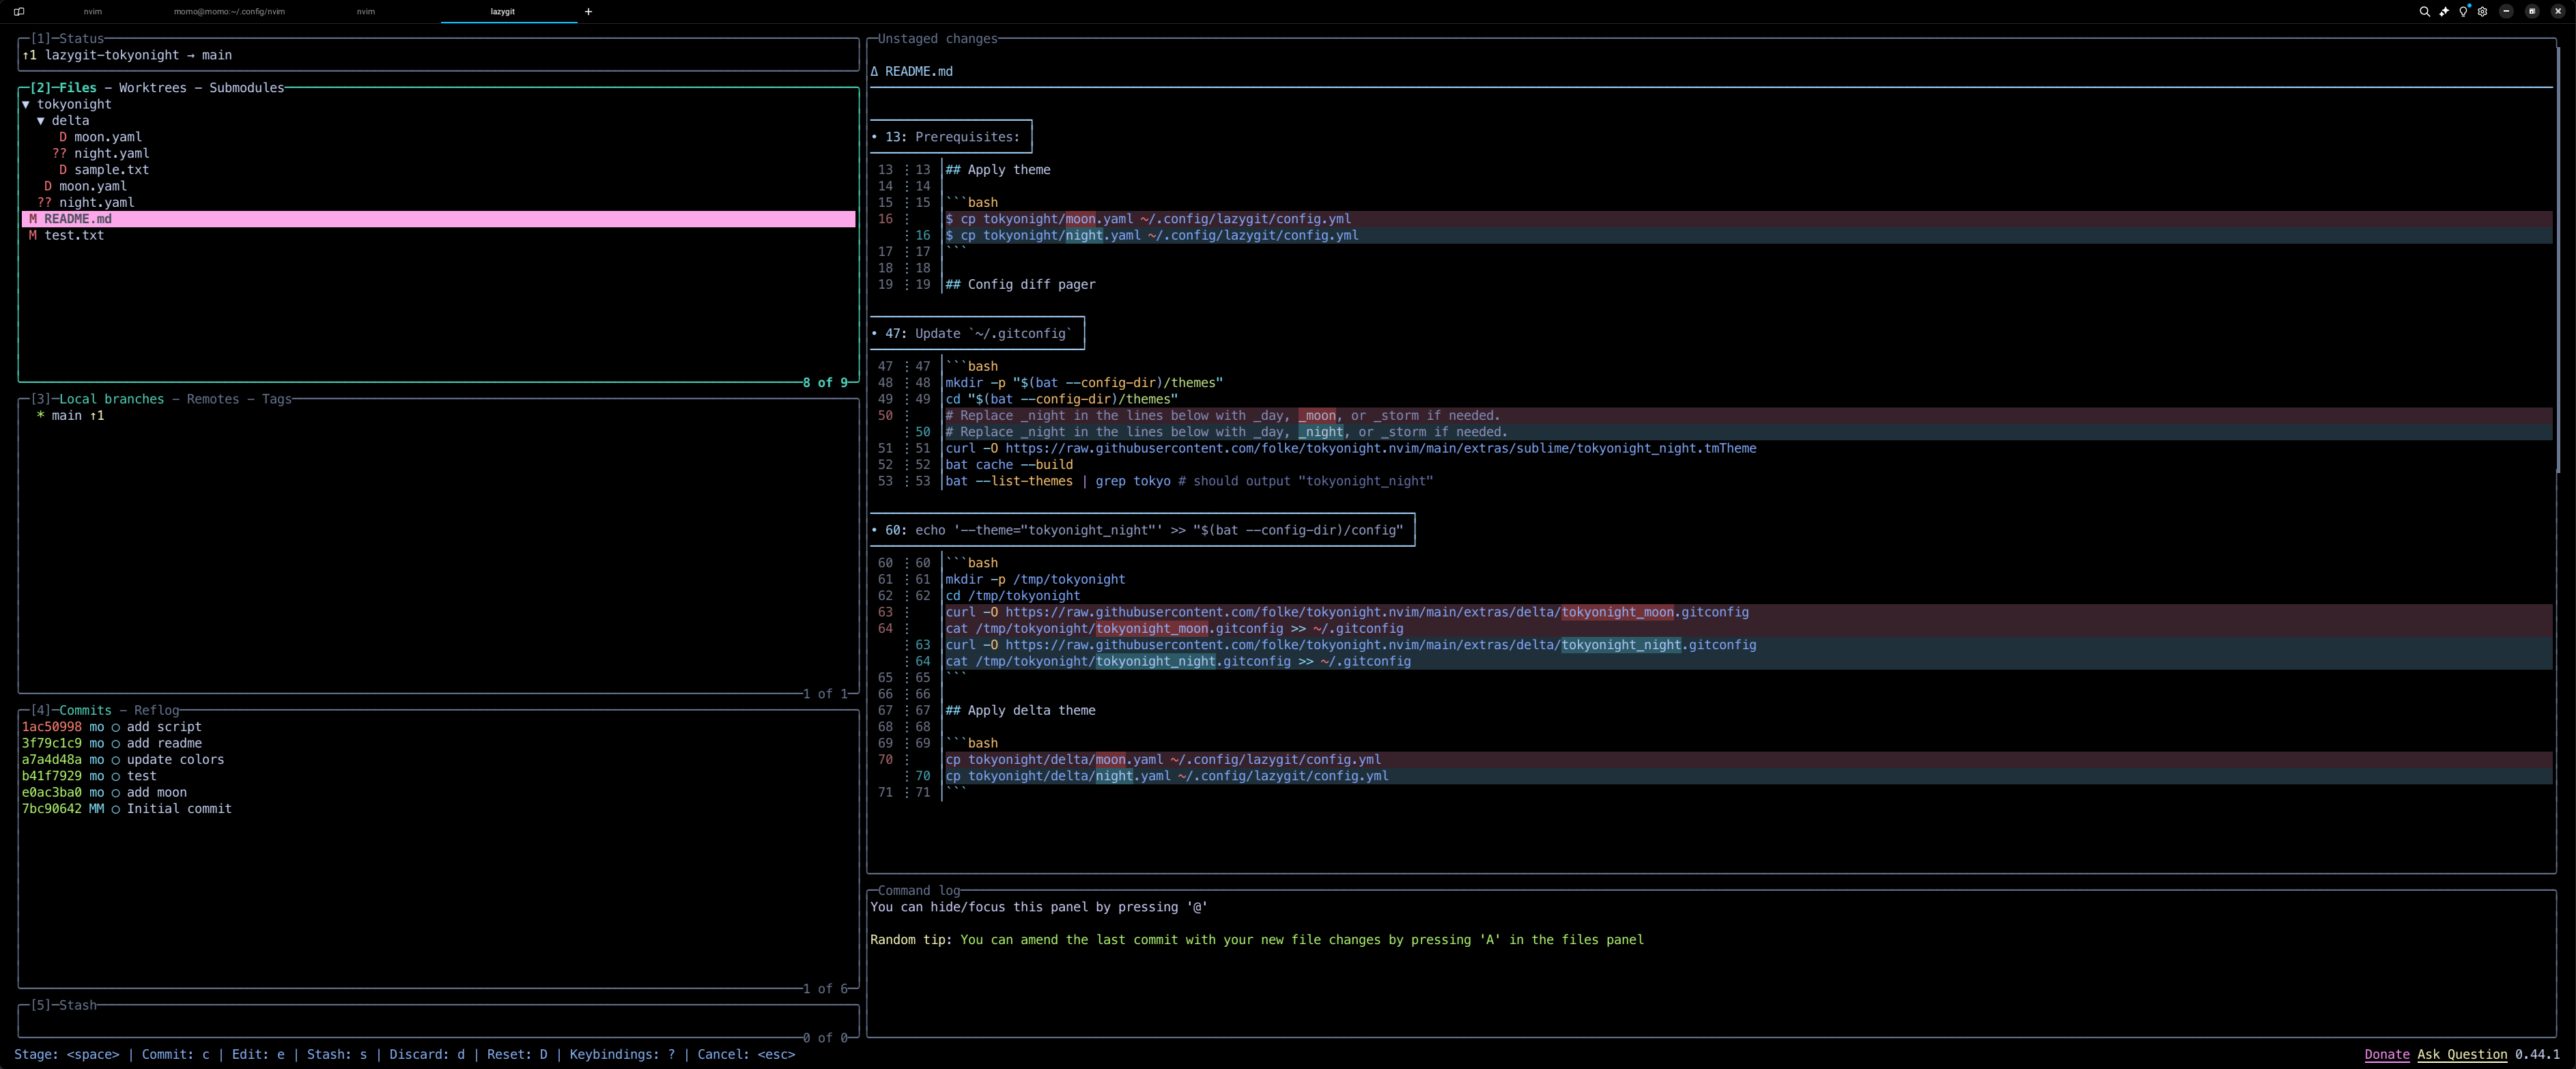 nvim momo@momo:~/.config/nvim nvim lazygit +
[1]─Status
↑1 lazygit-tokyonight → main
[2]─Files - Worktrees - Submodules
▼ tokyonight
▼ delta
D moon.yaml
?? night.yaml
D sample.txt
D moon.yaml
?? night.yaml
M README.md
M test.txt
8 of 9
[3]─Local branches - Remotes - Tags
* main ↑1
1 of 1
[4]─Commits - Reflog
1ac50998 mo ○ add script
3f79c1c9 mo ○ add readme
a7a4d48a mo ○ update colors
b41f7929 mo ○ test
e0ac3ba0 mo ○ add moon
7bc90642 MM ○ Initial commit
1 of 6
[5]─Stash
0 of 0
Unstaged changes
Δ README.md
• 13: Prerequisites:
13 ⋮ 13 │## Apply theme
14 ⋮ 14 │
15 ⋮ 15 │```bash
16 ⋮    │$ cp tokyonight/moon.yaml ~/.config/lazygit/config.yml
   ⋮ 16 │$ cp tokyonight/night.yaml ~/.config/lazygit/config.yml
17 ⋮ 17 │```
18 ⋮ 18 │
19 ⋮ 19 │## Config diff pager
• 47: Update `~/.gitconfig`
47 ⋮ 47 │```bash
48 ⋮ 48 │mkdir -p "$(bat --config-dir)/themes"
49 ⋮ 49 │cd "$(bat --config-dir)/themes"
50 ⋮    │# Replace _night in the lines below with _day, _moon, or _storm if needed.
   ⋮ 50 │# Replace _night in the lines below with _day, _night, or _storm if needed.
51 ⋮ 51 │curl -O https://raw.githubusercontent.com/folke/tokyonight.nvim/main/extras/sublime/tokyonight_night.tmTheme
52 ⋮ 52 │bat cache --build
53 ⋮ 53 │bat --list-themes | grep tokyo # should output "tokyonight_night"
• 60: echo '--theme="tokyonight_night"' >> "$(bat --config-dir)/config"
60 ⋮ 60 │```bash
61 ⋮ 61 │mkdir -p /tmp/tokyonight
62 ⋮ 62 │cd /tmp/tokyonight
63 ⋮    │curl -O https://raw.githubusercontent.com/folke/tokyonight.nvim/main/extras/delta/tokyonight_moon.gitconfig
64 ⋮    │cat /tmp/tokyonight/tokyonight_moon.gitconfig >> ~/.gitconfig
   ⋮ 63 │curl -O https://raw.githubusercontent.com/folke/tokyonight.nvim/main/extras/delta/tokyonight_night.gitconfig
   ⋮ 64 │cat /tmp/tokyonight/tokyonight_night.gitconfig >> ~/.gitconfig
65 ⋮ 65 │```
66 ⋮ 66 │
67 ⋮ 67 │## Apply delta theme
68 ⋮ 68 │
69 ⋮ 69 │```bash
70 ⋮    │cp tokyonight/delta/moon.yaml ~/.config/lazygit/config.yml
   ⋮ 70 │cp tokyonight/delta/night.yaml ~/.config/lazygit/config.yml
71 ⋮ 71 │```
Command log
You can hide/focus this panel by pressing '@'
Random tip: You can amend the last commit with your new file changes by pressing 'A' in the files panel
Stage: <space> | Commit: c | Edit: e | Stash: s | Discard: d | Reset: D | Keybindings: ? | Cancel: <esc>
Donate Ask Question 0.44.1